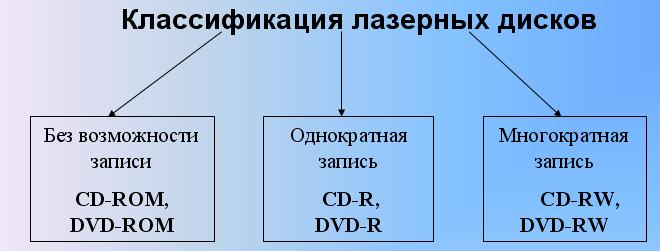 Классификация лазерных дисков
Без возможности
записи
CD-ROM,
DVD-ROM
Однократная
запись
CD-R,
DVD-R
Многократная
запись
CD-RW,
DVD-RW